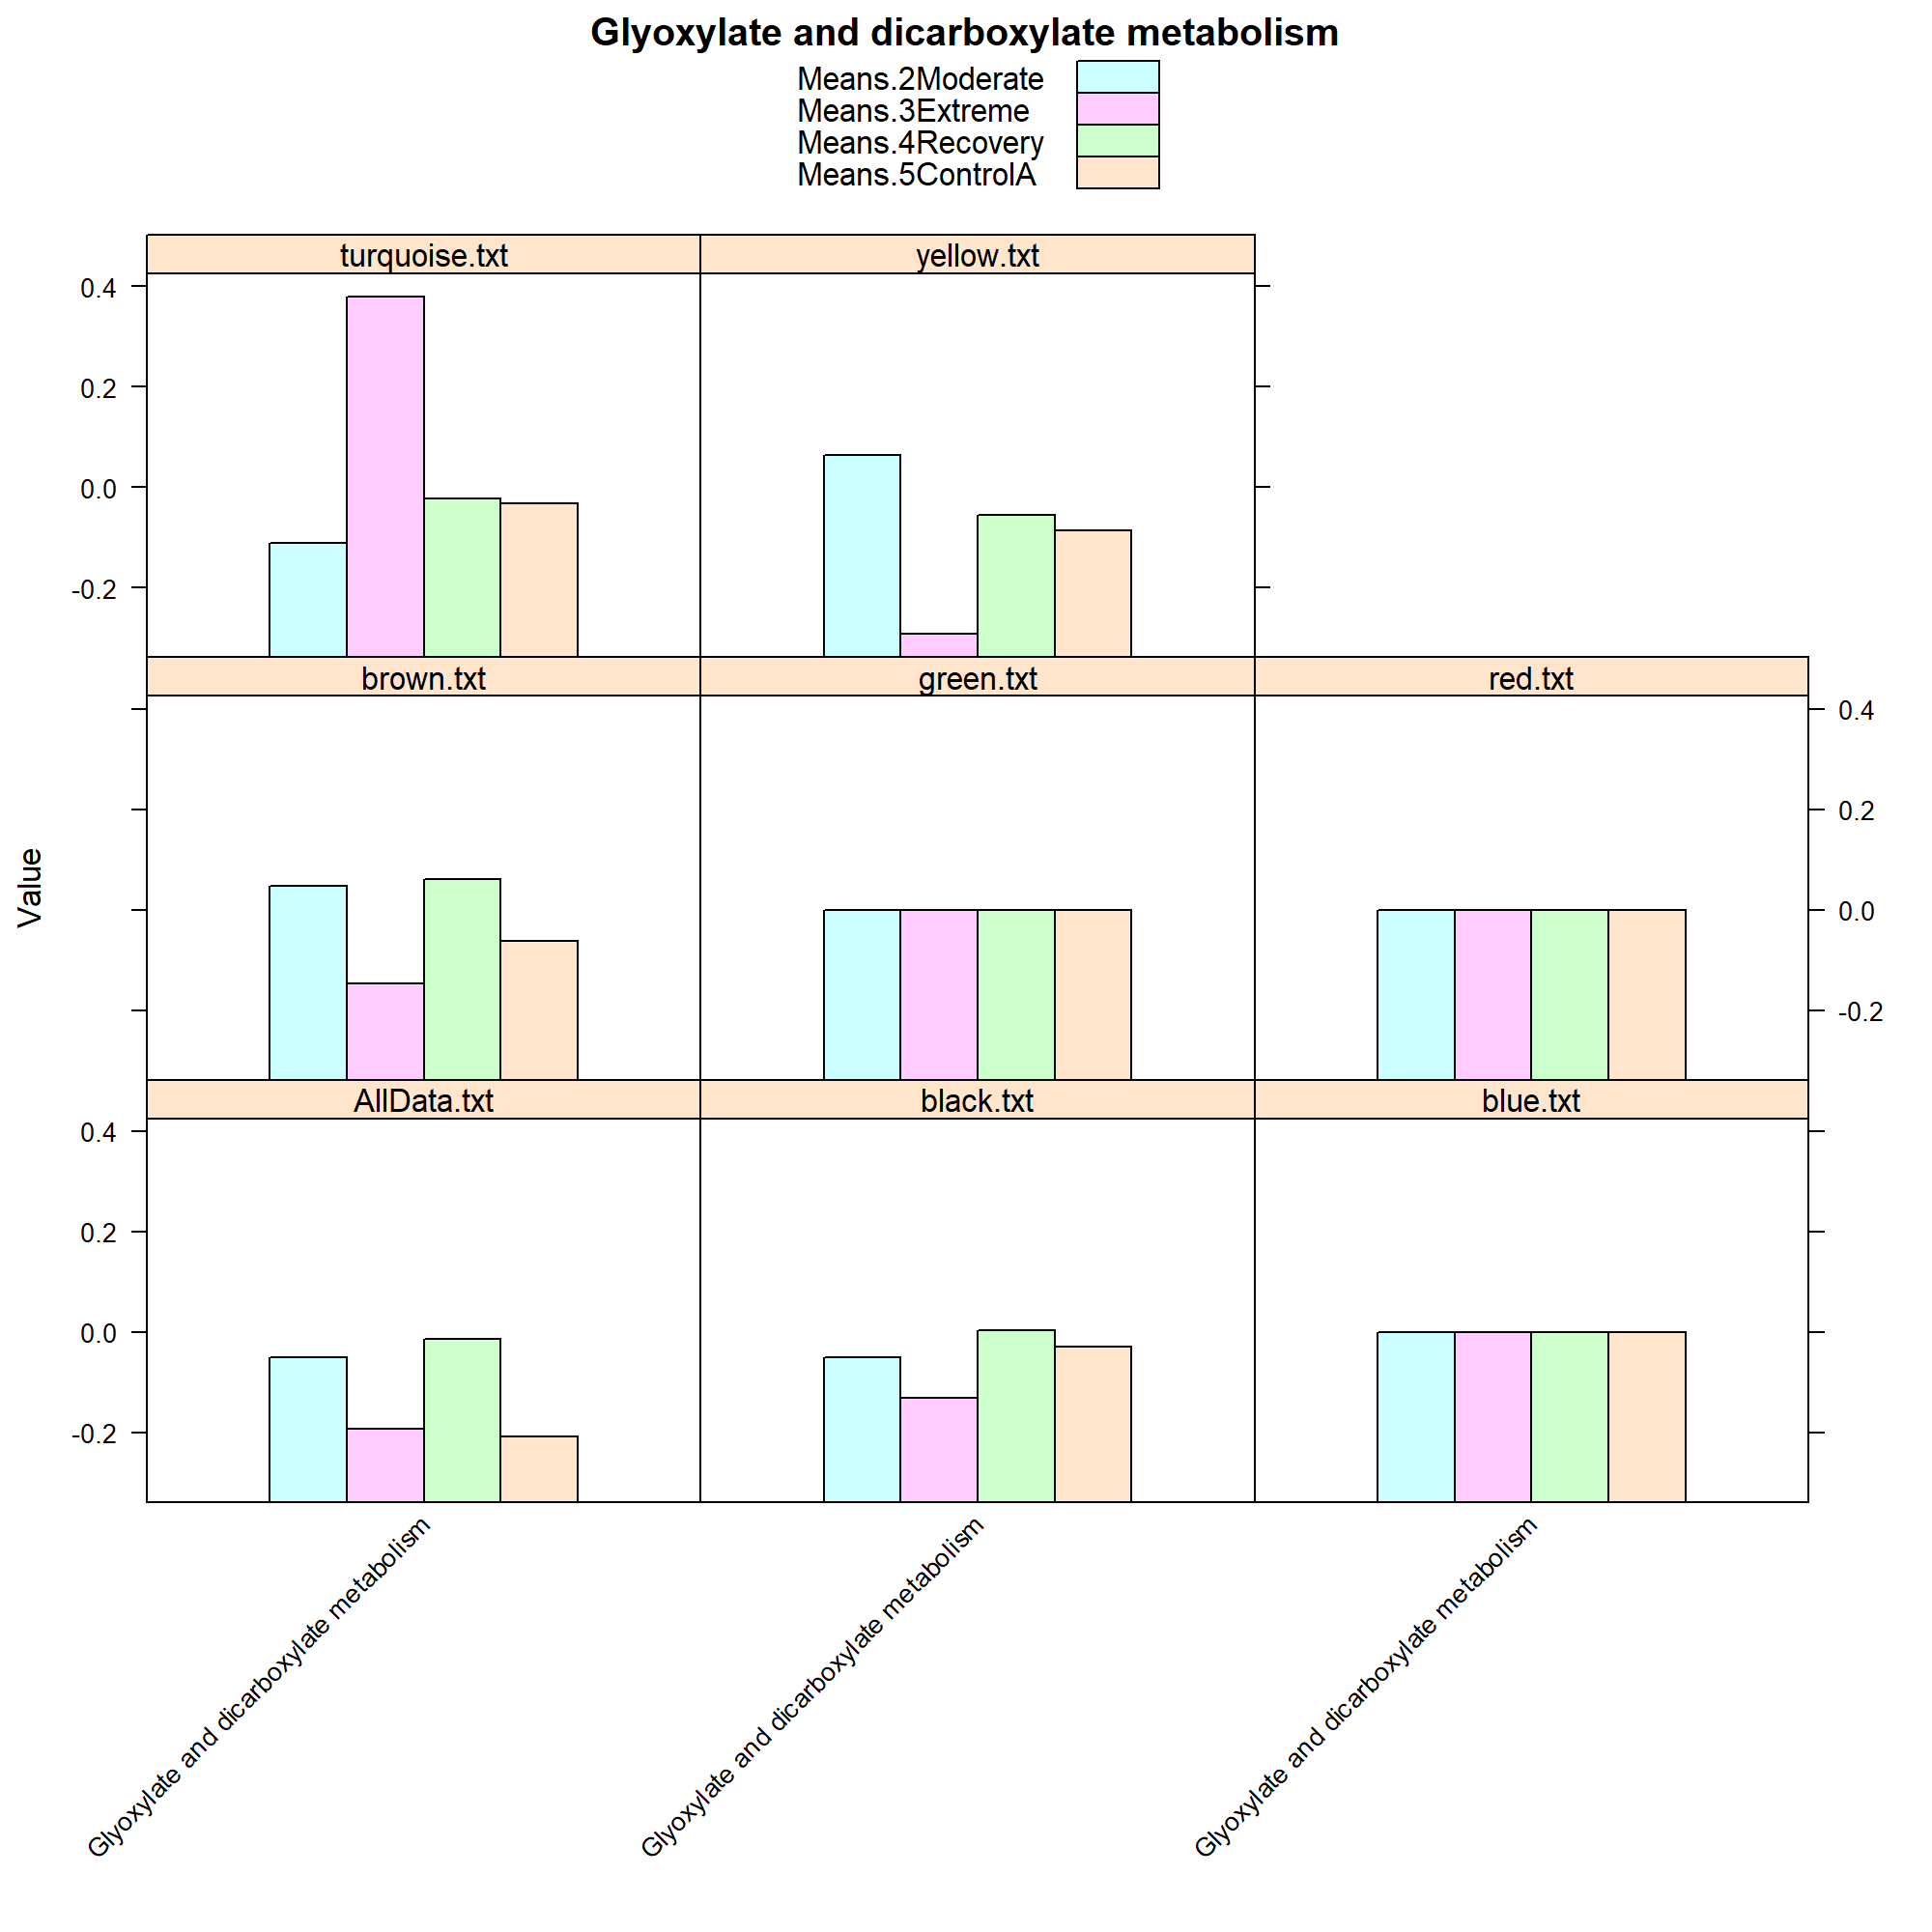 Glyoxylate and dicarboxylate metabolism
Means.2Moderate
Means.3Extreme
Means.4Recovery
Means.5ControlA
turquoise.txt yellow.txt
0.4
0.2
0.0
-0.2
brown.txt green.txt red.txt
0.4
0.2
0.0
-0.2
Value
AllData.txt black.txt blue.txt
0.4
0.2
0.0
-0.2
Glyoxylate and dicarboxylate metabolism
Glyoxylate and dicarboxylate metabolism
Glyoxylate and dicarboxylate metabolism